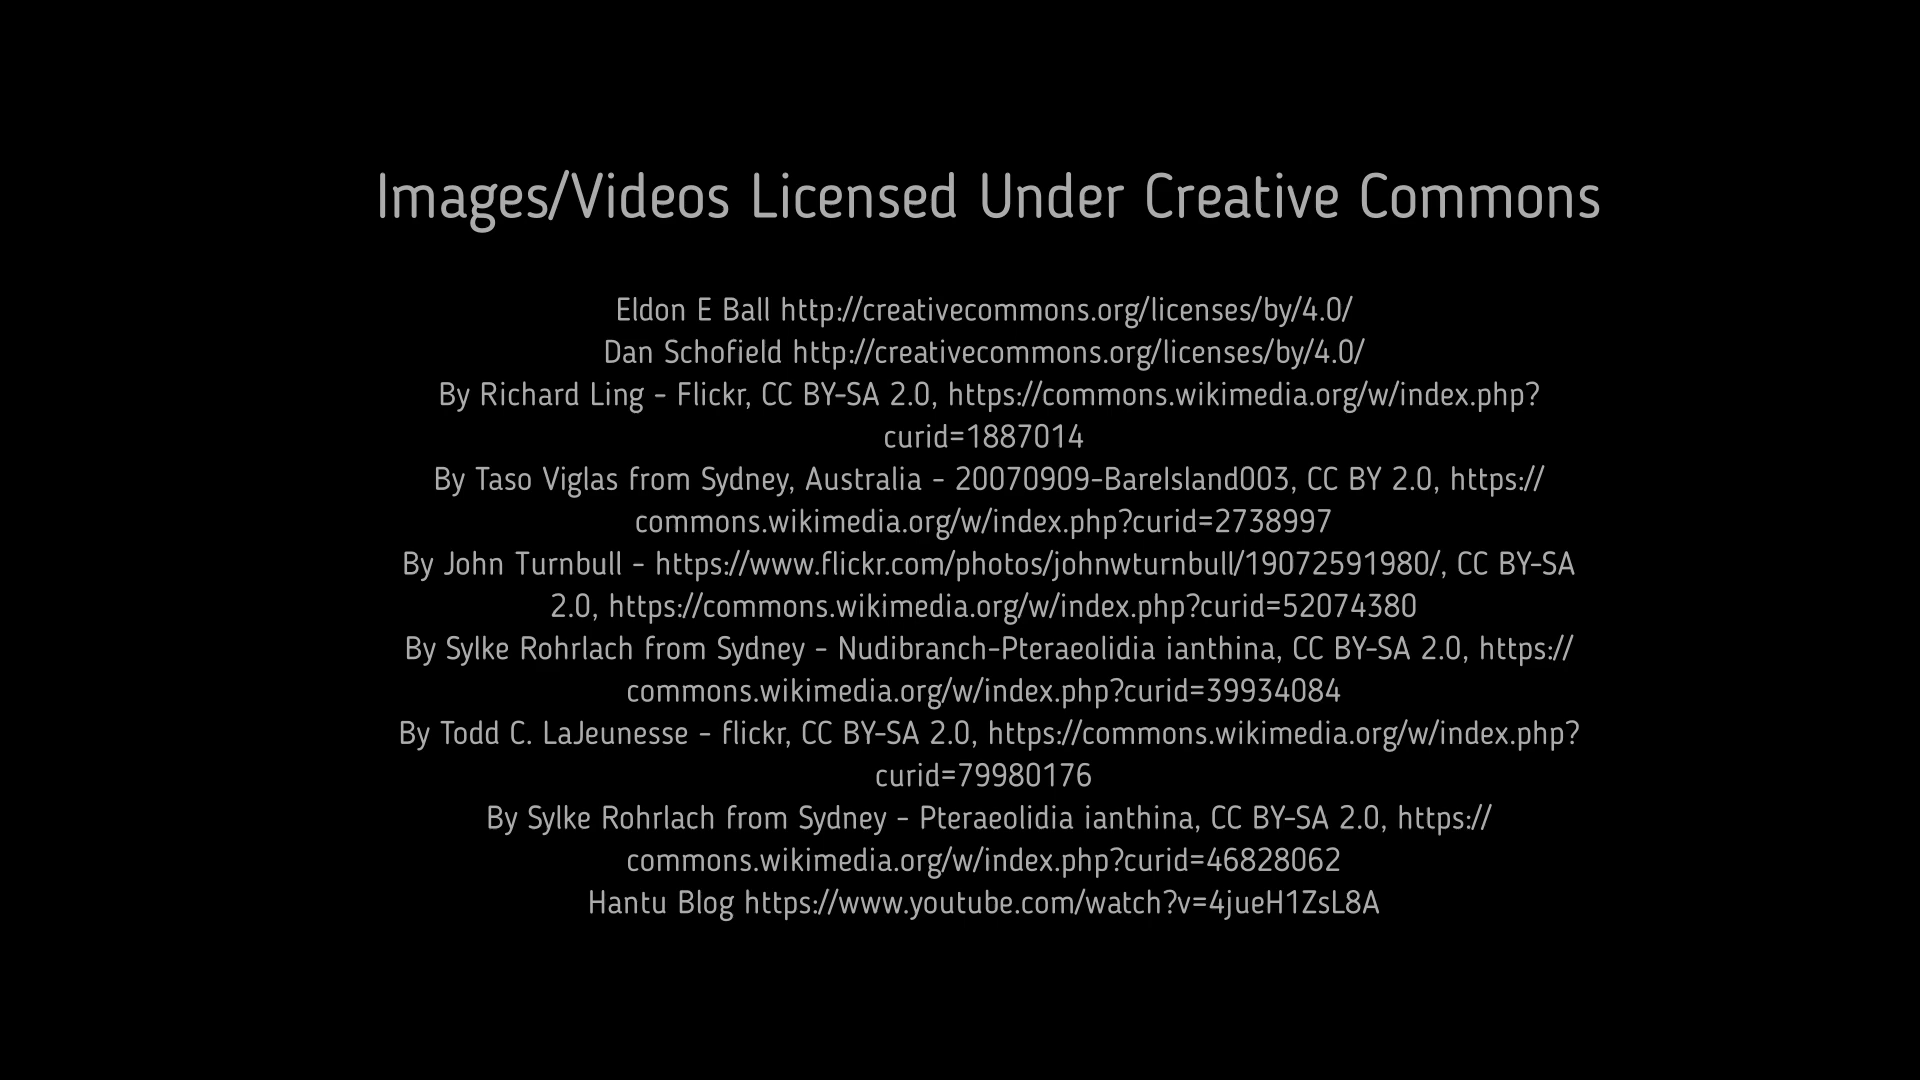 Images/Videos Licensed Under Creative Commons
Eldon E Ball http://creativecommons.org/licenses/by/4.0/
Dan Schofield http://creativecommons.org/licenses/by/4.0/
By Richard Ling - Flickr, CC BY-SA 2.0, https://commons.wikimedia.org/w/index.php?
curid=1887014
By Taso Viglas from Sydney, Australia - 20070909-BareIsland003, CC BY 2.0, https://
commons.wikimedia.org/w/index.php?curid=2738997
By John Turnbull - https://www.flickr.com/photos/johnwturnbull/19072591980/, CC BY-SA
2.0, https://commons.wikimedia.org/w/index.php?curid=52074380
By Sylke Rohrlach from Sydney - Nudibranch-Pteraeolidia ianthina, CC BY-SA 2.0, https://
commons.wikimedia.org/w/index.php?curid=39934084
By Todd C. LaJeunesse - flickr, CC BY-SA 2.0, https://commons.wikimedia.org/w/index.php?
curid=79980176
By Sylke Rohrlach from Sydney - Pteraeolidia ianthina, CC BY-SA 2.0, https://
commons.wikimedia.org/w/index.php?curid=46828062
Hantu Blog https://www.youtube.com/watch?v=4jueH1ZsL8A